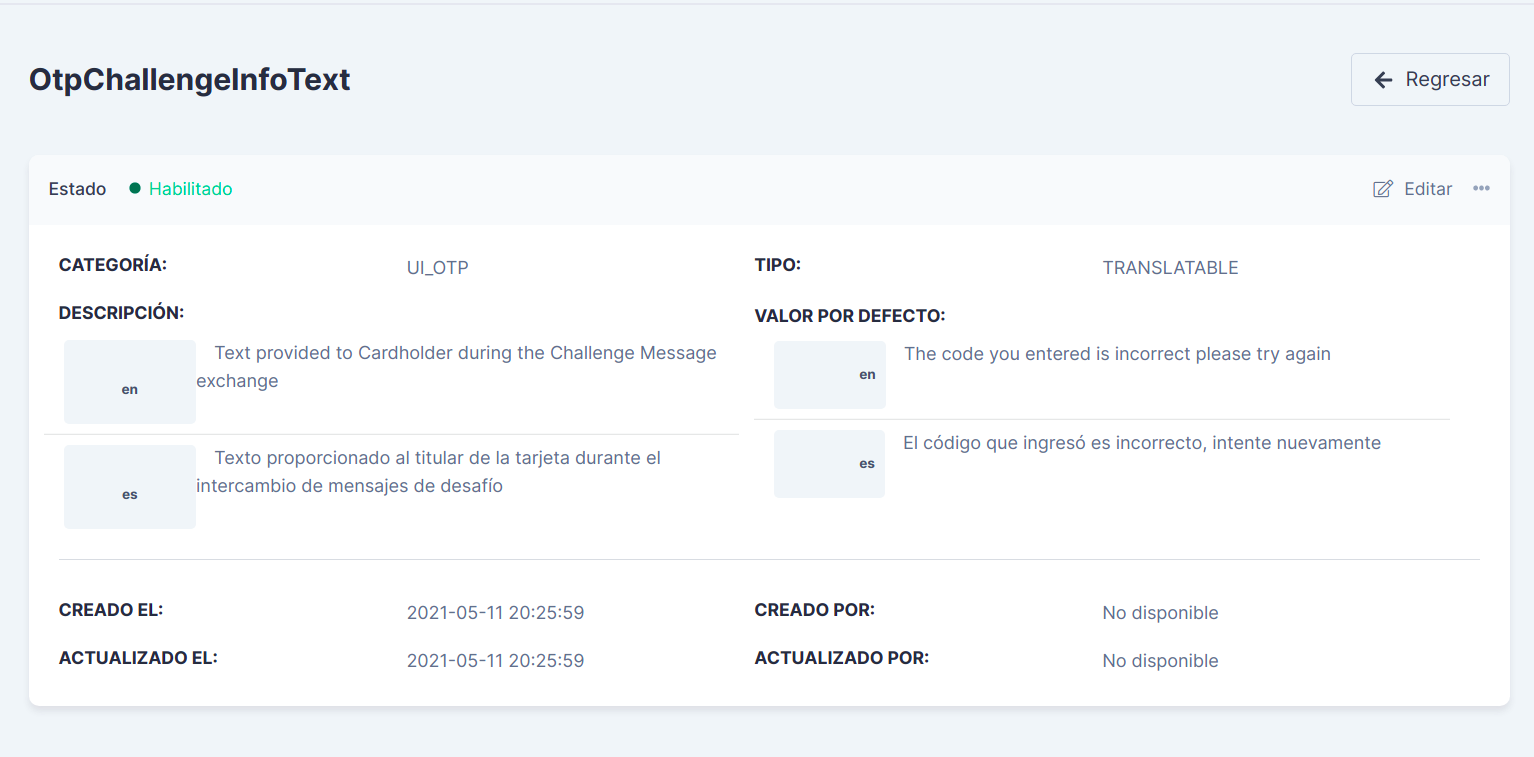 OtpChallengeInfoText
Regresar
Estado Habilitado
Editar
CATEGORÍA: UI_OTP
TIPO: TRANSLATABLE
DESCRIPCIÓN:
en Text provided to Cardholder during the Challenge Message
exchange
es Texto proporcionado al titular de la tarjeta durante el
intercambio de mensajes de desafío
VALOR POR DEFECTO:
en The code you entered is incorrect please try again
es El código que ingresó es incorrecto, intente nuevamente
CREADO EL: 2021-05-11 20:25:59
CREADO POR: No disponible
ACTUALIZADO EL: 2021-05-11 20:25:59
ACTUALIZADO POR: No disponible